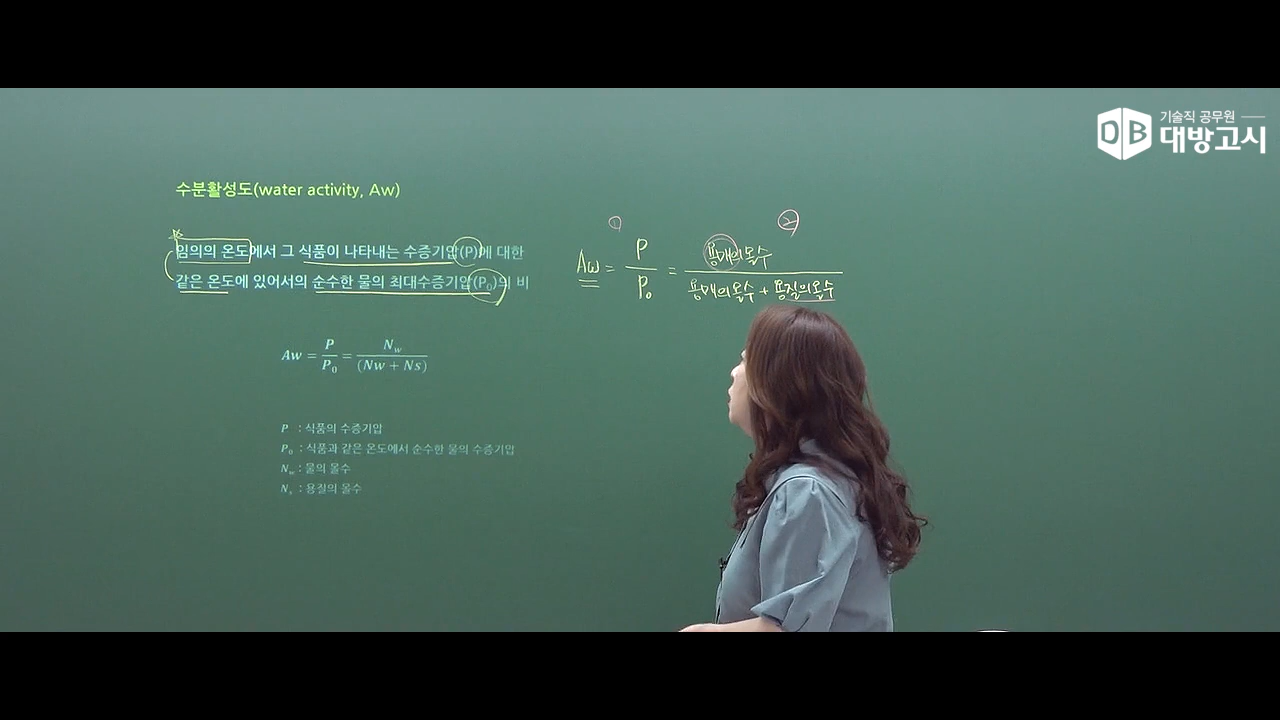 기술직 공무원
DB 대방고시
수분활성도(water activity, Aw)
임의의 온도에서 그 식품이 나타내는 수증기압(P)에 대한
같은 온도에 있어서의 순수한 물의 최대수증기압(P₀)의 비
① ②
Aw = P/P₀ = 용매의 몰수/용매의 몰수 + 용질의 몰수
Aw = P/P₀ = N_w/(Nw + Ns)
P : 식품의 수증기압
P₀ : 식품과 같은 온도에서 순수한 물의 수증기압
N_w : 물의 몰수
N_s : 용질의 몰수